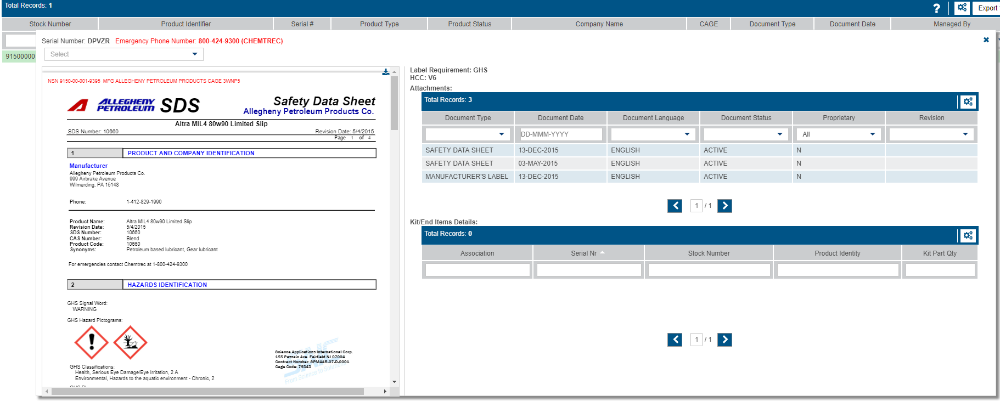 Total Records: 1
? Export
Stock Number Product Identifier Serial # Product Type Product Status Company Name CAGE Document Type Document Date Managed By
91500000
Serial Number: DPVZR Emergency Phone Number: 800-424-9300 (CHEMTREC)
Select
NSN 9150-00-001-9395 MFG ALLEGHENY PETROLEUM PRODUCTS CAGE 3WNP5
ALLEGHENY PETROLEUM SDS
Safety Data Sheet
Allegheny Petroleum Products Co.
Altra MIL4 80w90 Limited Slip
SDS Number: 10660 Revision Date: 5/4/2015
Page 1 of 4
1 PRODUCT AND COMPANY IDENTIFICATION
Manufacturer
Allegheny Petroleum Products Co.
999 Airbrake Avenue
Wilmerding, PA 15148
Phone: 1-412-829-1990
Product Name: Altra MIL4 80w90 Limited Slip
Revision Date: 5/4/2015
SDS Number: 10660
CAS Number: Blend
Product Code: 10660
Synonyms: Petroleum based lubricant, Gear lubricant
For emergencies contact Chemtrec at 1-800-424-9300
2 HAZARDS IDENTIFICATION
GHS Signal Word:
WARNING
GHS Hazard Pictograms:
SAIC
From Science to Solutions
Science Applications International Corp.
155 Passaic Ave. Fairfield NJ 07004
Contract Number: SPM4AR-07-D-0001
Cage Code: 79343
GHS Classifications:
Health, Serious Eye Damage/Eye Irritation, 2 A
Environmental, Hazards to the aquatic environment - Chronic, 2
Label Requirement: GHS
HCC: V6
Attachments:
Total Records: 3
Document Type Document Date Document Language Document Status Proprietary Revision
DD-MMM-YYYY All
SAFETY DATA SHEET 13-DEC-2015 ENGLISH ACTIVE N
SAFETY DATA SHEET 03-MAY-2015 ENGLISH ACTIVE N
MANUFACTURER'S LABEL 13-DEC-2015 ENGLISH ACTIVE N
1 / 1
Kit/End Items Details:
Total Records: 0
Association Serial Nr Stock Number Product Identity Kit Part Qty
1 / 1